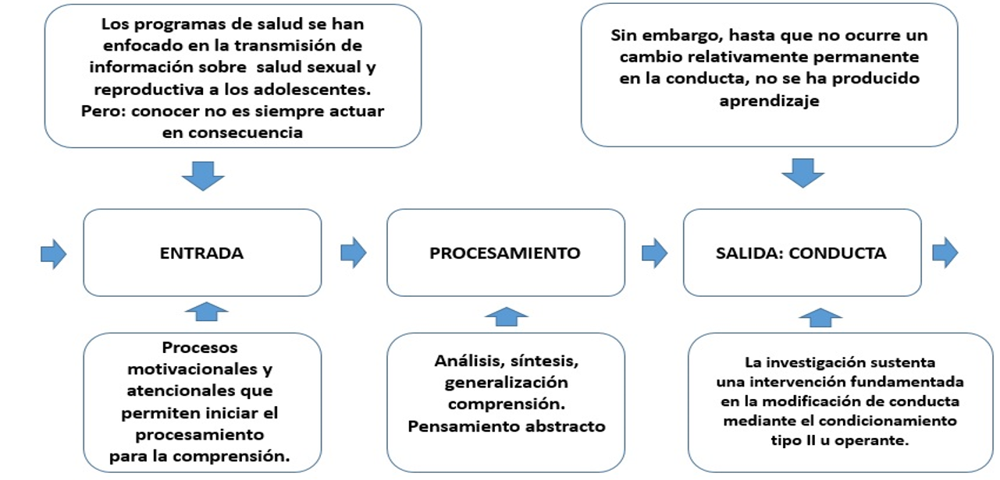 Los programas de salud se han
enfocado en la transmisión de
información sobre salud sexual y
reproductiva a los adolescentes.
Pero: conocer no es siempre actuar
en consecuencia
Sin embargo, hasta que no ocurre un
cambio relativamente permanente
en la conducta, no se ha producido
aprendizaje
ENTRADA
PROCESAMIENTO
SALIDA: CONDUCTA
Procesos
motivacionales y
atencionales que
permiten iniciar el
procesamiento
para la comprensión.
Análisis, síntesis,
generalización
comprensión.
Pensamiento abstracto
La investigación sustenta
una intervención fundamentada
en la modificación de conducta
mediante el condicionamiento
tipo II u operante.